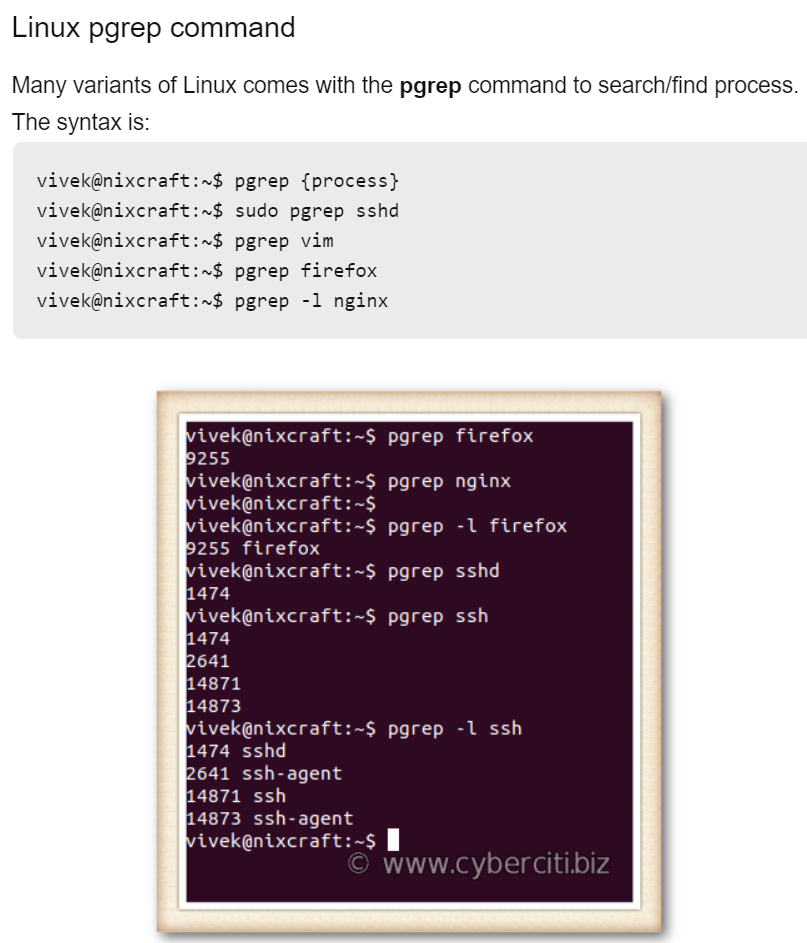 Linux pgrep command
Many variants of Linux comes with the pgrep command to search/find process.
The syntax is:
vivek@nixcraft:~$ pgrep {process}
vivek@nixcraft:~$ sudo pgrep sshd
vivek@nixcraft:~$ pgrep vim
vivek@nixcraft:~$ pgrep firefox
vivek@nixcraft:~$ pgrep -l nginx
vivek@nixcraft:~$ pgrep firefox
9255
vivek@nixcraft:~$ pgrep nginx
vivek@nixcraft:~$
vivek@nixcraft:~$ pgrep -l firefox
9255 firefox
vivek@nixcraft:~$ pgrep sshd
1474
vivek@nixcraft:~$ pgrep ssh
1474
2641
14871
14873
vivek@nixcraft:~$ pgrep -l ssh
1474 sshd
2641 ssh-agent
14871 ssh
14873 ssh-agent
vivek@nixcraft:~$
© www.cyberciti.biz